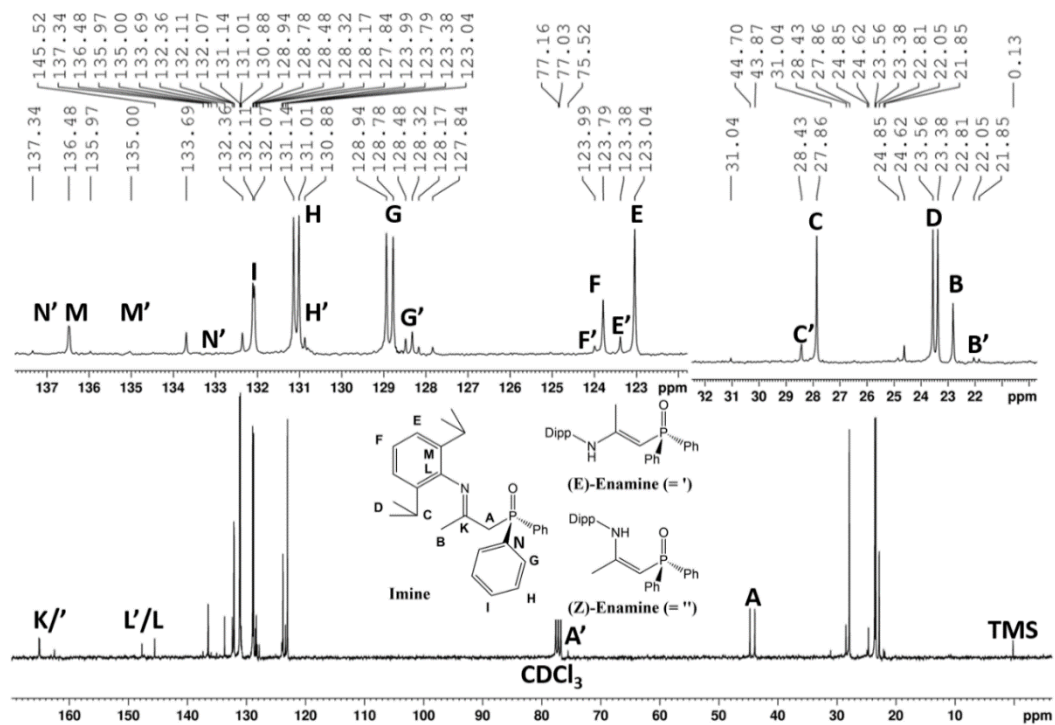 145.52
137.34
136.48
135.97
135.00
133.69
132.36
132.11
132.07
131.14
131.01
130.88
128.94
128.78
128.48
128.32
128.17
127.84
123.99
123.79
123.38
123.04
77.16
77.03
75.52
44.70
43.87
31.04
28.43
27.86
24.85
24.62
23.56
23.38
22.81
22.05
21.85
0.13
137.34
136.48
135.97
135.00
133.69
132.36
132.11
132.07
131.14
131.01
130.88
128.94
128.78
128.48
128.32
128.17
127.84
123.99
123.79
123.38
123.04
31.04
28.43
27.86
24.85
24.62
23.56
23.38
22.81
22.05
21.85
N' M M' N' I H H' G G' F' F E' E
C' C D B B'
137 136 135 134 133 132 131 130 129 128 127 126 125 124 123 ppm
32 31 30 29 28 27 26 25 24 23 22 ppm
E
F
M
L
N
D
C
B
K
A
O
P
Ph
N
G
H
I
Imine
O
Dipp
N
H
P
Ph
Ph
(E)-Enamine (= ')
Dipp
NH
O
P
Ph
Ph
(Z)-Enamine (= '')
K/' L'/L A' A TMS
CDCl3
160 150 140 130 120 110 100 90 80 70 60 50 40 30 20 10 ppm